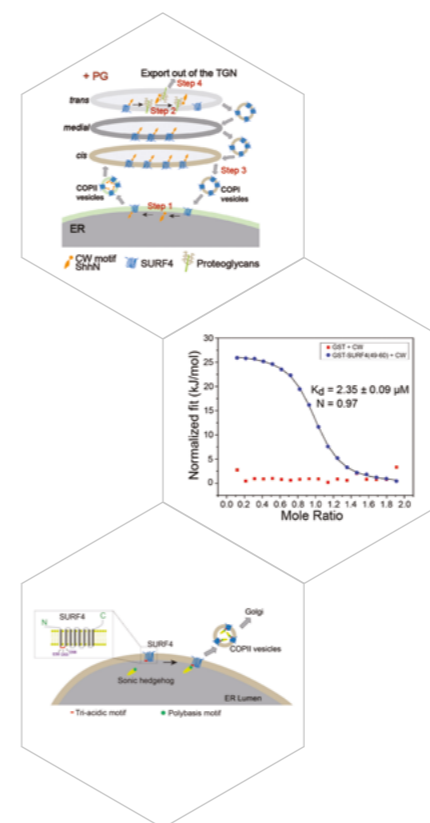 + PG
Export out of the TGN
Step 4
trans
Step 2
medial
cis
Step 3
COPII
vesicles
COPI
vesicles
Step 1
ER
CW motif
ShhN
SURF4
Proteoglycans
Normalized fit (kJ/mol)
30
25
20
15
10
5
0
GST + CW
GST-SURF4(49-60) + CW
Kd = 2.35 ± 0.09 μM
N = 0.97
0.0 0.2 0.4 0.6 0.8 1.0 1.2 1.4 1.6 1.8 2.0
Mole Ratio
SURF4
N
C
SURF4
Golgi
COPII vesicles
Sonic hedgehog
ER Lumen
Tri-acidic motif
Polybasis motif